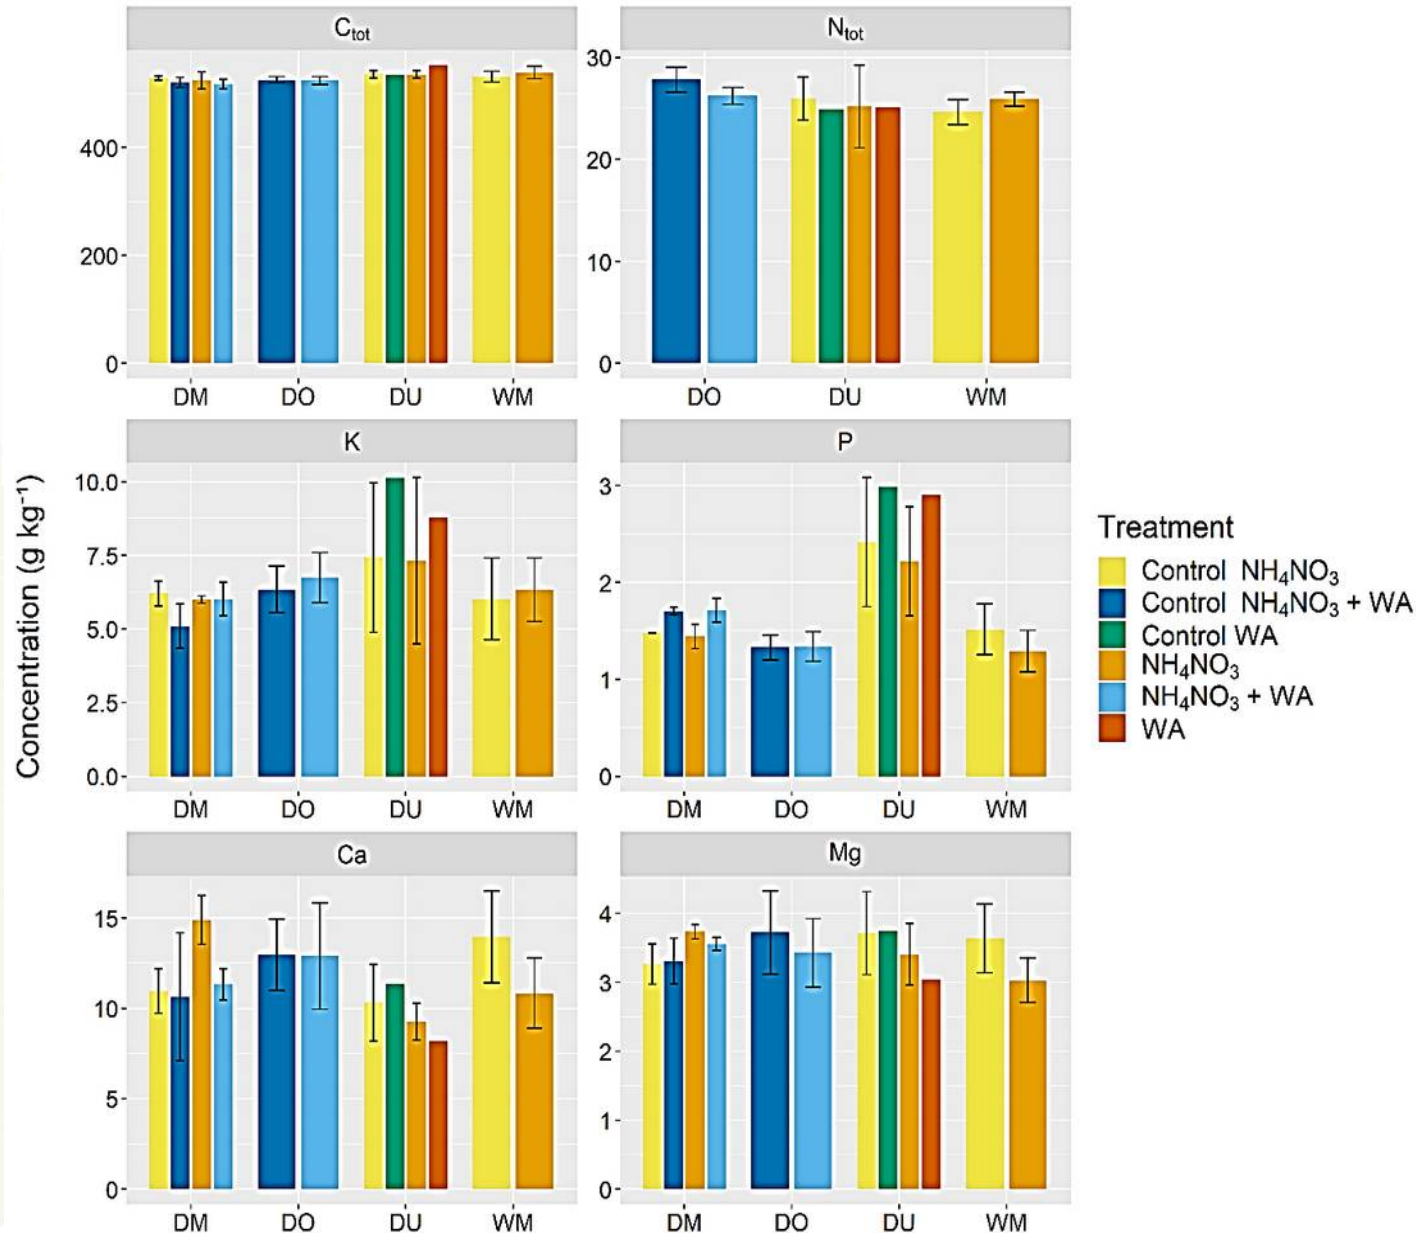 C_tot
N_tot
400
200
0
DM DO DU WM
30
20
10
0
DO DU WM
K
P
10.0
7.5
5.0
2.5
0.0
DM DO DU WM
3
2
1
0
DM DO DU WM
Ca
Mg
15
10
5
0
DM DO DU WM
4
3
2
1
0
DM DO DU WM
Concentration (g kg⁻¹)
Treatment
Control NH₄NO₃
Control NH₄NO₃ + WA
Control WA
NH₄NO₃
NH₄NO₃ + WA
WA